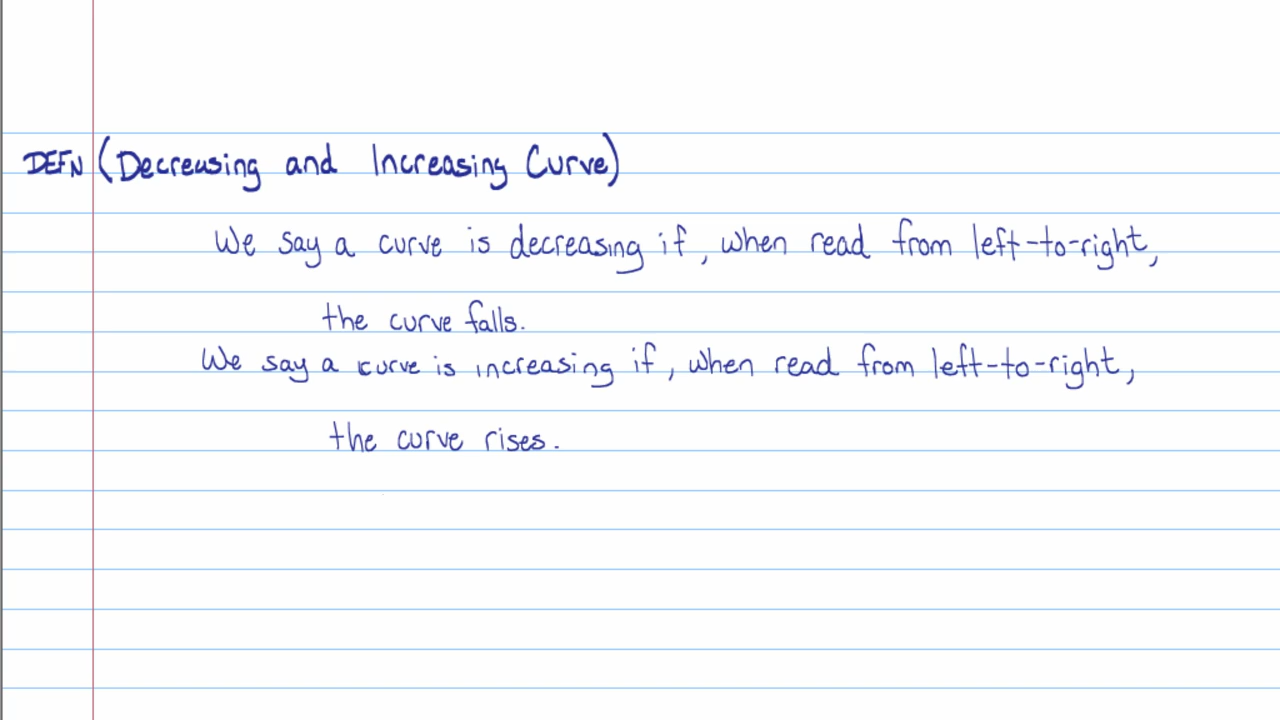 DEFN (Decreasing and Increasing Curve)
We say a curve is decreasing if, when read from left-to-right,
the curve falls.
We say a curve is increasing if, when read from left-to-right,
the curve rises.